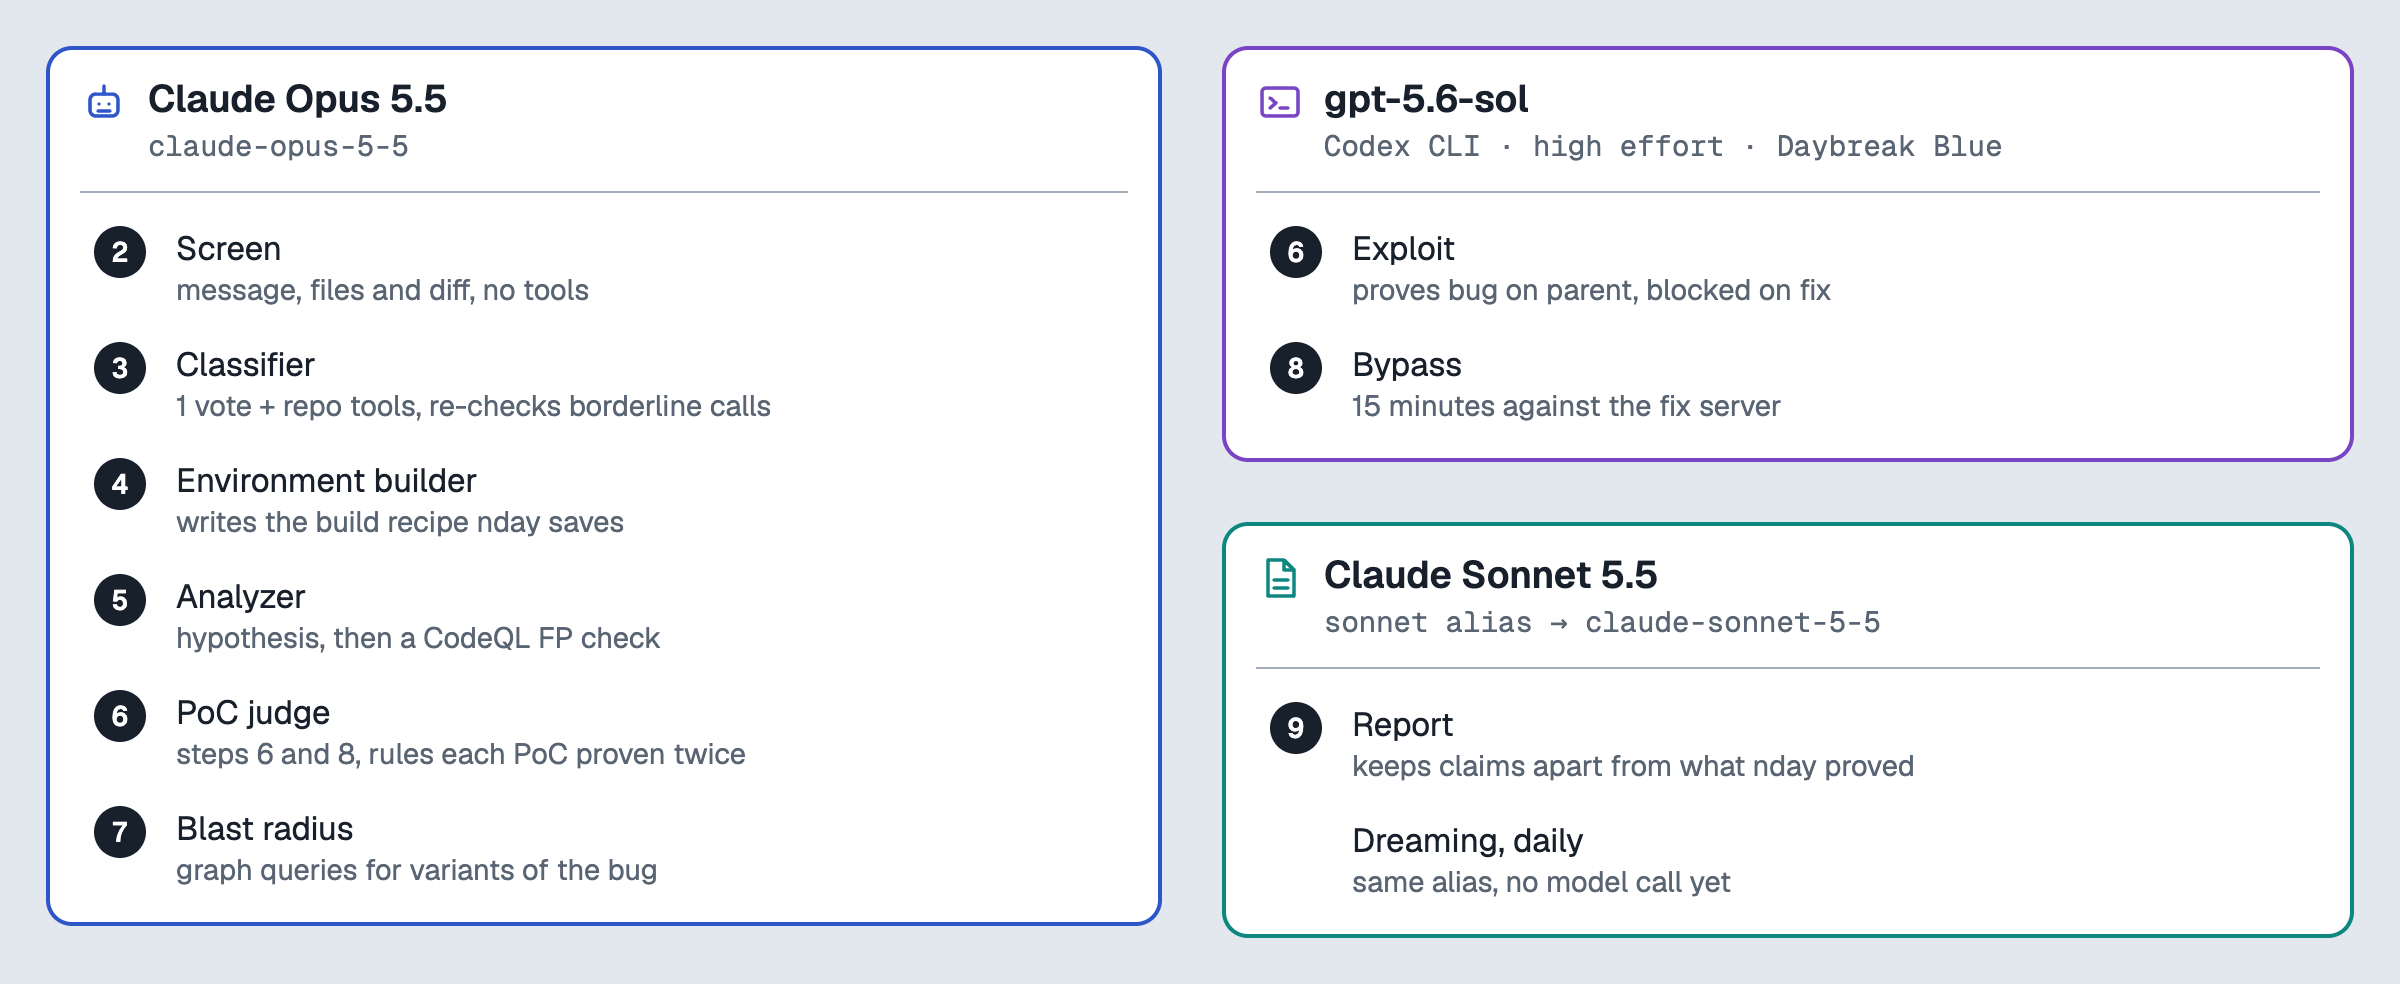 Claude Opus 5.5
claude-opus-5-5
2 Screen
message, files and diff, no tools
3 Classifier
1 vote + repo tools, re-checks borderline calls
4 Environment builder
writes the build recipe nday saves
5 Analyzer
hypothesis, then a CodeQL FP check
6 PoC judge
steps 6 and 8, rules each PoC proven twice
7 Blast radius
graph queries for variants of the bug
gpt-5.6-sol
Codex CLI · high effort · Daybreak Blue
6 Exploit
proves bug on parent, blocked on fix
8 Bypass
15 minutes against the fix server
Claude Sonnet 5.5
sonnet alias → claude-sonnet-5-5
9 Report
keeps claims apart from what nday proved
Dreaming, daily
same alias, no model call yet